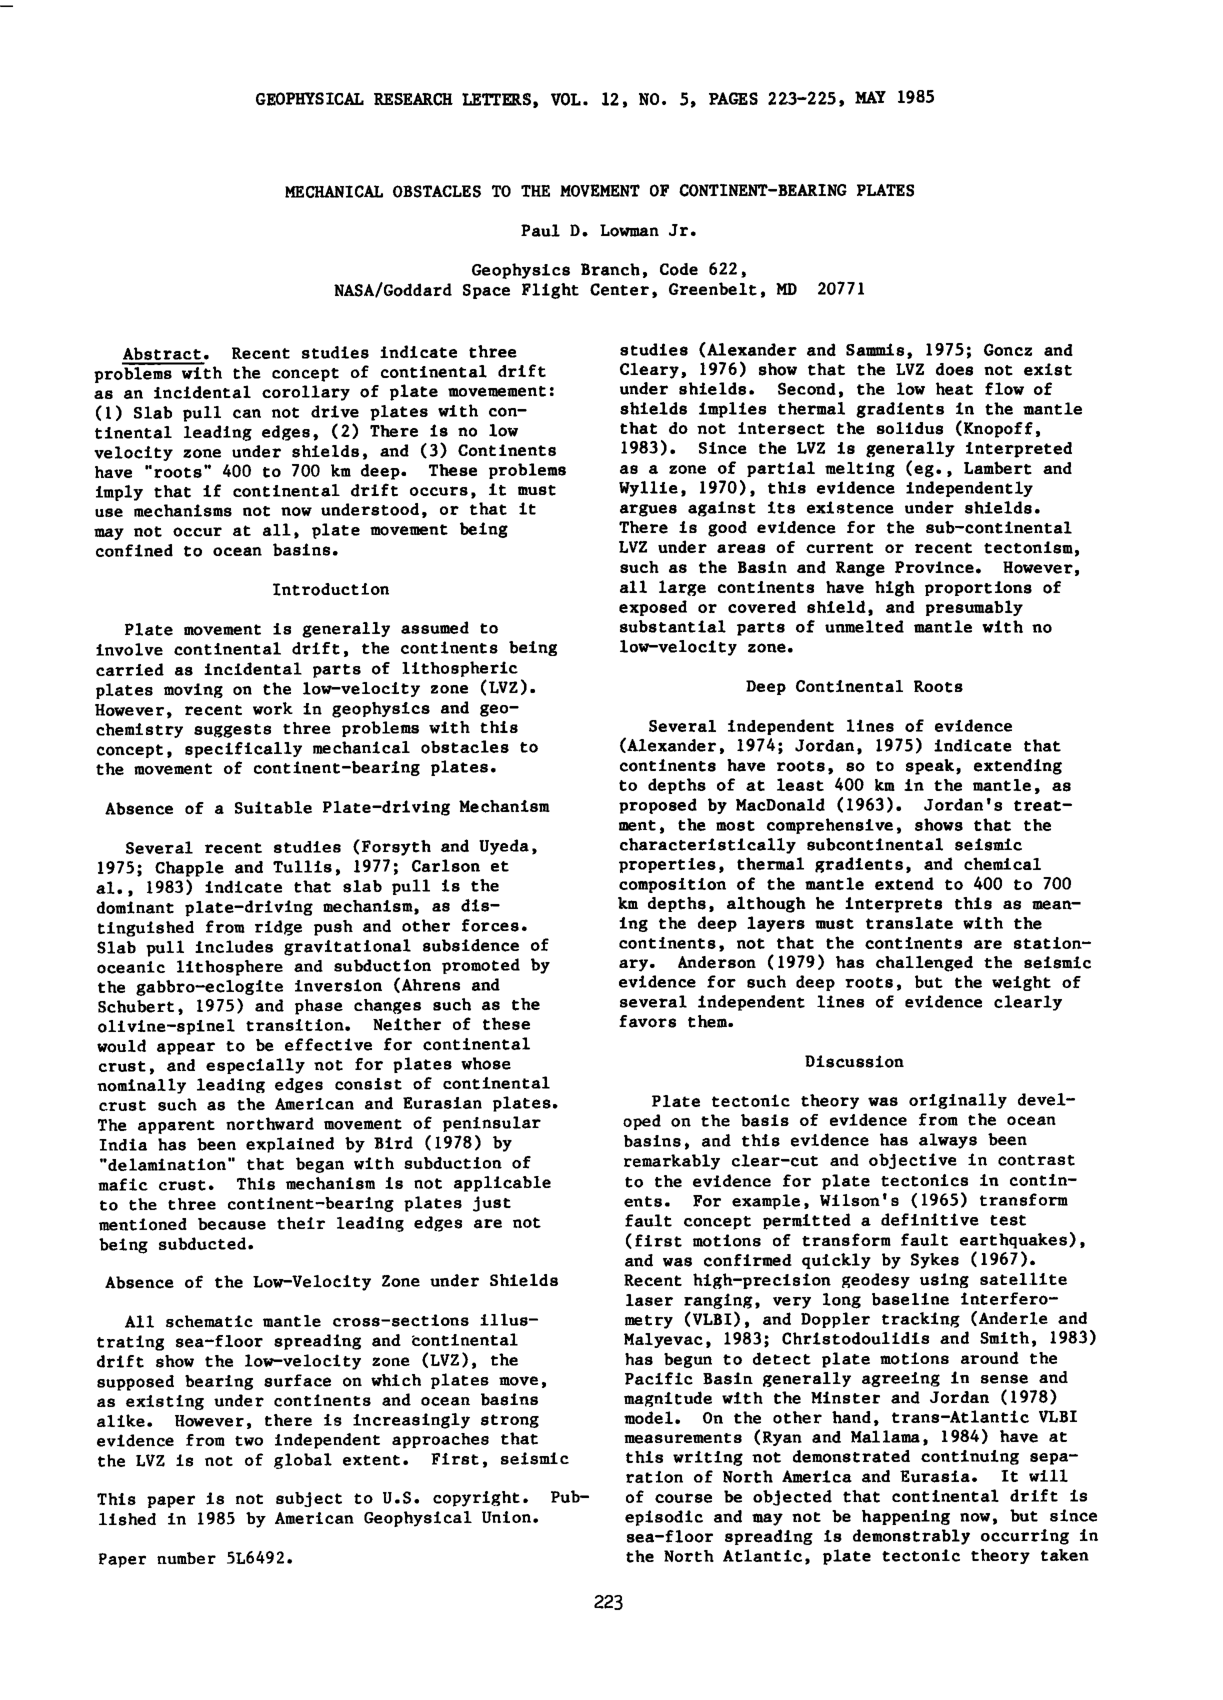 GEOPHYSICAL RESEARCH LETTERS, VOL. 12, NO. 5, PAGES 223-225, MAY 1985
MECHANICAL OBSTACLES TO THE MOVEMENT OF CONTINENT-BEARING PLATES
Paul D. Lowman Jr.
Geophysics Branch, Code 622,
NASA/Goddard Space Flight Center, Greenbelt, MD 20771
Abstract. Recent studies indicate three
problems with the concept of continental drift
as an incidental corollary of plate movemement:
(1) Slab pull can not drive plates with con-
tinental leading edges, (2) There is no low
velocity zone under shields, and (3) Continents
have "roots" 400 to 700 km deep. These problems
imply that if continental drift occurs, it must
use mechanisms not now understood, or that it
may not occur at all, plate movement being
confined to ocean basins.
Introduction
Plate movement is generally assumed to
involve continental drift, the continents being
carried as incidental parts of lithospheric
plates moving on the low-velocity zone (LVZ).
However, recent work in geophysics and geo-
chemistry suggests three problems with this
concept, specifically mechanical obstacles to
the movement of continent-bearing plates.
Absence of a Suitable Plate-driving Mechanism
Several recent studies (Forsyth and Uyeda,
1975; Chapple and Tullis, 1977; Carlson et
al., 1983) indicate that slab pull is the
dominant plate-driving mechanism, as dis-
tinguished from ridge push and other forces.
Slab pull includes gravitational subsidence of
oceanic lithosphere and subduction promoted by
the gabbro-eclogite inversion (Ahrens and
Schubert, 1975) and phase changes such as the
olivine-spinel transition. Neither of these
would appear to be effective for continental
crust, and especially not for plates whose
nominally leading edges consist of continental
crust such as the American and Eurasian plates.
The apparent northward movement of peninsular
India has been explained by Bird (1978) by
"delamination" that began with subduction of
mafic crust. This mechanism is not applicable
to the three continent-bearing plates just
mentioned because their leading edges are not
being subducted.
Absence of the Low-Velocity Zone under Shields
All schematic mantle cross-sections illus-
trating sea-floor spreading and continental
drift show the low-velocity zone (LVZ), the
supposed bearing surface on which plates move,
as existing under continents and ocean basins
alike. However, there is increasingly strong
evidence from two independent approaches that
the LVZ is not of global extent. First, seismic
This paper is not subject to U.S. copyright. Pub-
lished in 1985 by American Geophysical Union.
Paper number 5L6492.
studies (Alexander and Sammis, 1975; Goncz and
Cleary, 1976) show that the LVZ does not exist
under shields. Second, the low heat flow of
shields implies thermal gradients in the mantle
that do not intersect the solidus (Knopoff,
1983). Since the LVZ is generally interpreted
as a zone of partial melting (eg., Lambert and
Wyllie, 1970), this evidence independently
argues against its existence under shields.
There is good evidence for the sub-continental
LVZ under areas of current or recent tectonism,
such as the Basin and Range Province. However,
all large continents have high proportions of
exposed or covered shield, and presumably
substantial parts of unmelted mantle with no
low-velocity zone.
Deep Continental Roots
Several independent lines of evidence
(Alexander, 1974; Jordan, 1975) indicate that
continents have roots, so to speak, extending
to depths of at least 400 km in the mantle, as
proposed by MacDonald (1963). Jordan's treat-
ment, the most comprehensive, shows that the
characteristically subcontinental seismic
properties, thermal gradients, and chemical
composition of the mantle extend to 400 to 700
km depths, although he interprets this as mean-
ing the deep layers must translate with the
continents, not that the continents are station-
ary. Anderson (1979) has challenged the seismic
evidence for such deep roots, but the weight of
several independent lines of evidence clearly
favors them.
Discussion
Plate tectonic theory was originally devel-
oped on the basis of evidence from the ocean
basins, and this evidence has always been
remarkably clear-cut and objective in contrast
to the evidence for plate tectonics in contin-
ents. For example, Wilson's (1965) transform
fault concept permitted a definitive test
(first motions of transform fault earthquakes),
and was confirmed quickly by Sykes (1967).
Recent high-precision geodesy using satellite
laser ranging, very long baseline interfero-
metry (VLBI), and Doppler tracking (Anderle and
Malyevac, 1983; Christodoulidis and Smith, 1983)
has begun to detect plate motions around the
Pacific Basin generally agreeing in sense and
magnitude with the Minster and Jordan (1978)
model. On the other hand, trans-Atlantic VLBI
measurements (Ryan and Mallama, 1984) have at
this writing not demonstrated continuing sepa-
ration of North America and Eurasia. It will
of course be objected that continental drift is
episodic and may not be happening now, but since
sea-floor spreading is demonstrably occurring in
the North Atlantic, plate tectonic theory taken
223